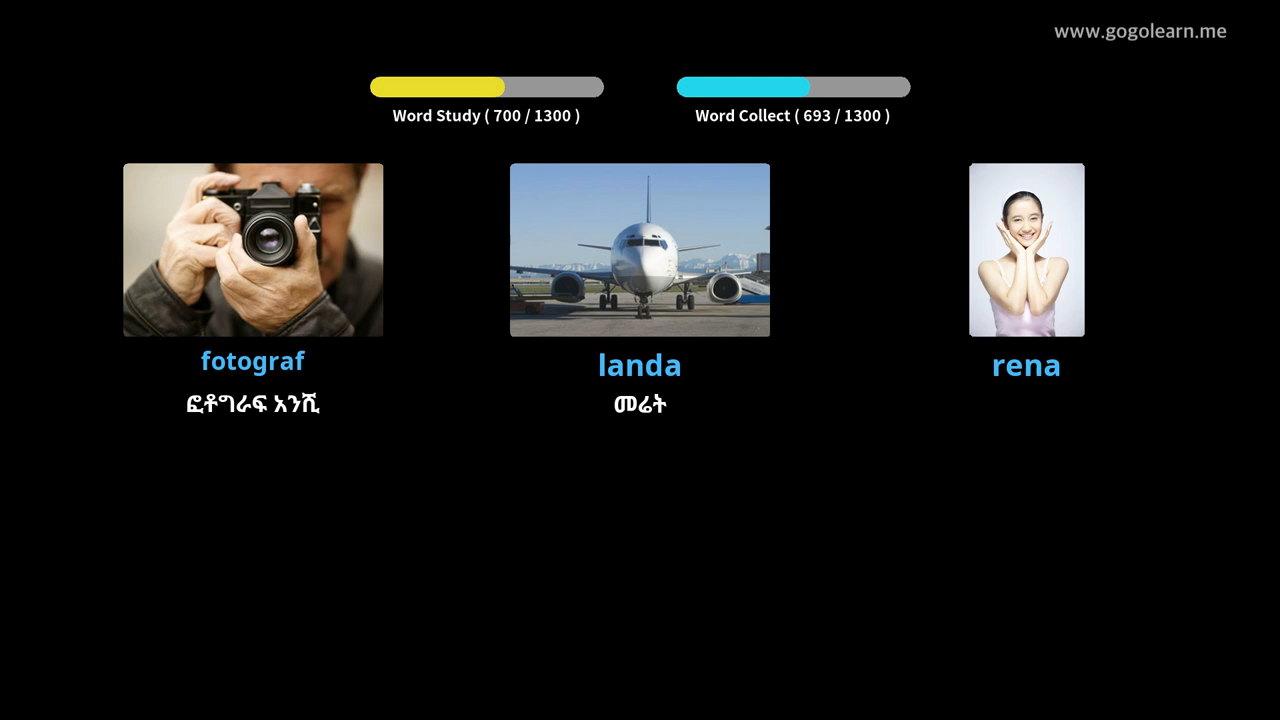 www.gogolearn.me
Word Study ( 700 / 1300 )
Word Collect ( 693 / 1300 )
fotograf
ፎቶግራፍ አንሺ
landa
መሬት
rena